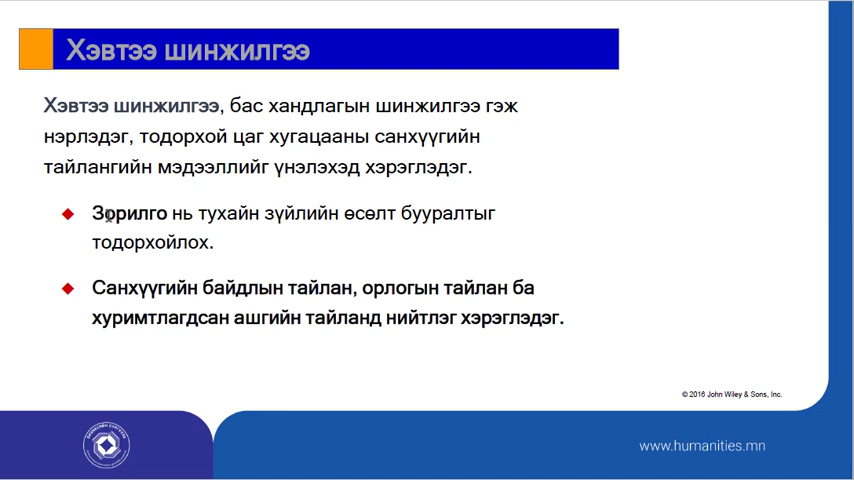 Хэвтээ шинжилгээ
Хэвтээ шинжилгээ, бас хандлагын шинжилгээ гэж
нэрлэдэг, тодорхой цаг хугацааны санхүүгийн
тайлангийн мэдээллийг үнэлэхэд хэрэглэдэг.
Зорилго нь тухайн зүйлийн өсөлт бууралтыг
тодорхойлох.
Санхүүгийн байдлын тайлан, орлогын тайлан ба
хуримтлагдсан ашгийн тайланд нийтлэг хэрэглэдэг.
© 2016 John Wiley & Sons, Inc.
www.humanities.mn